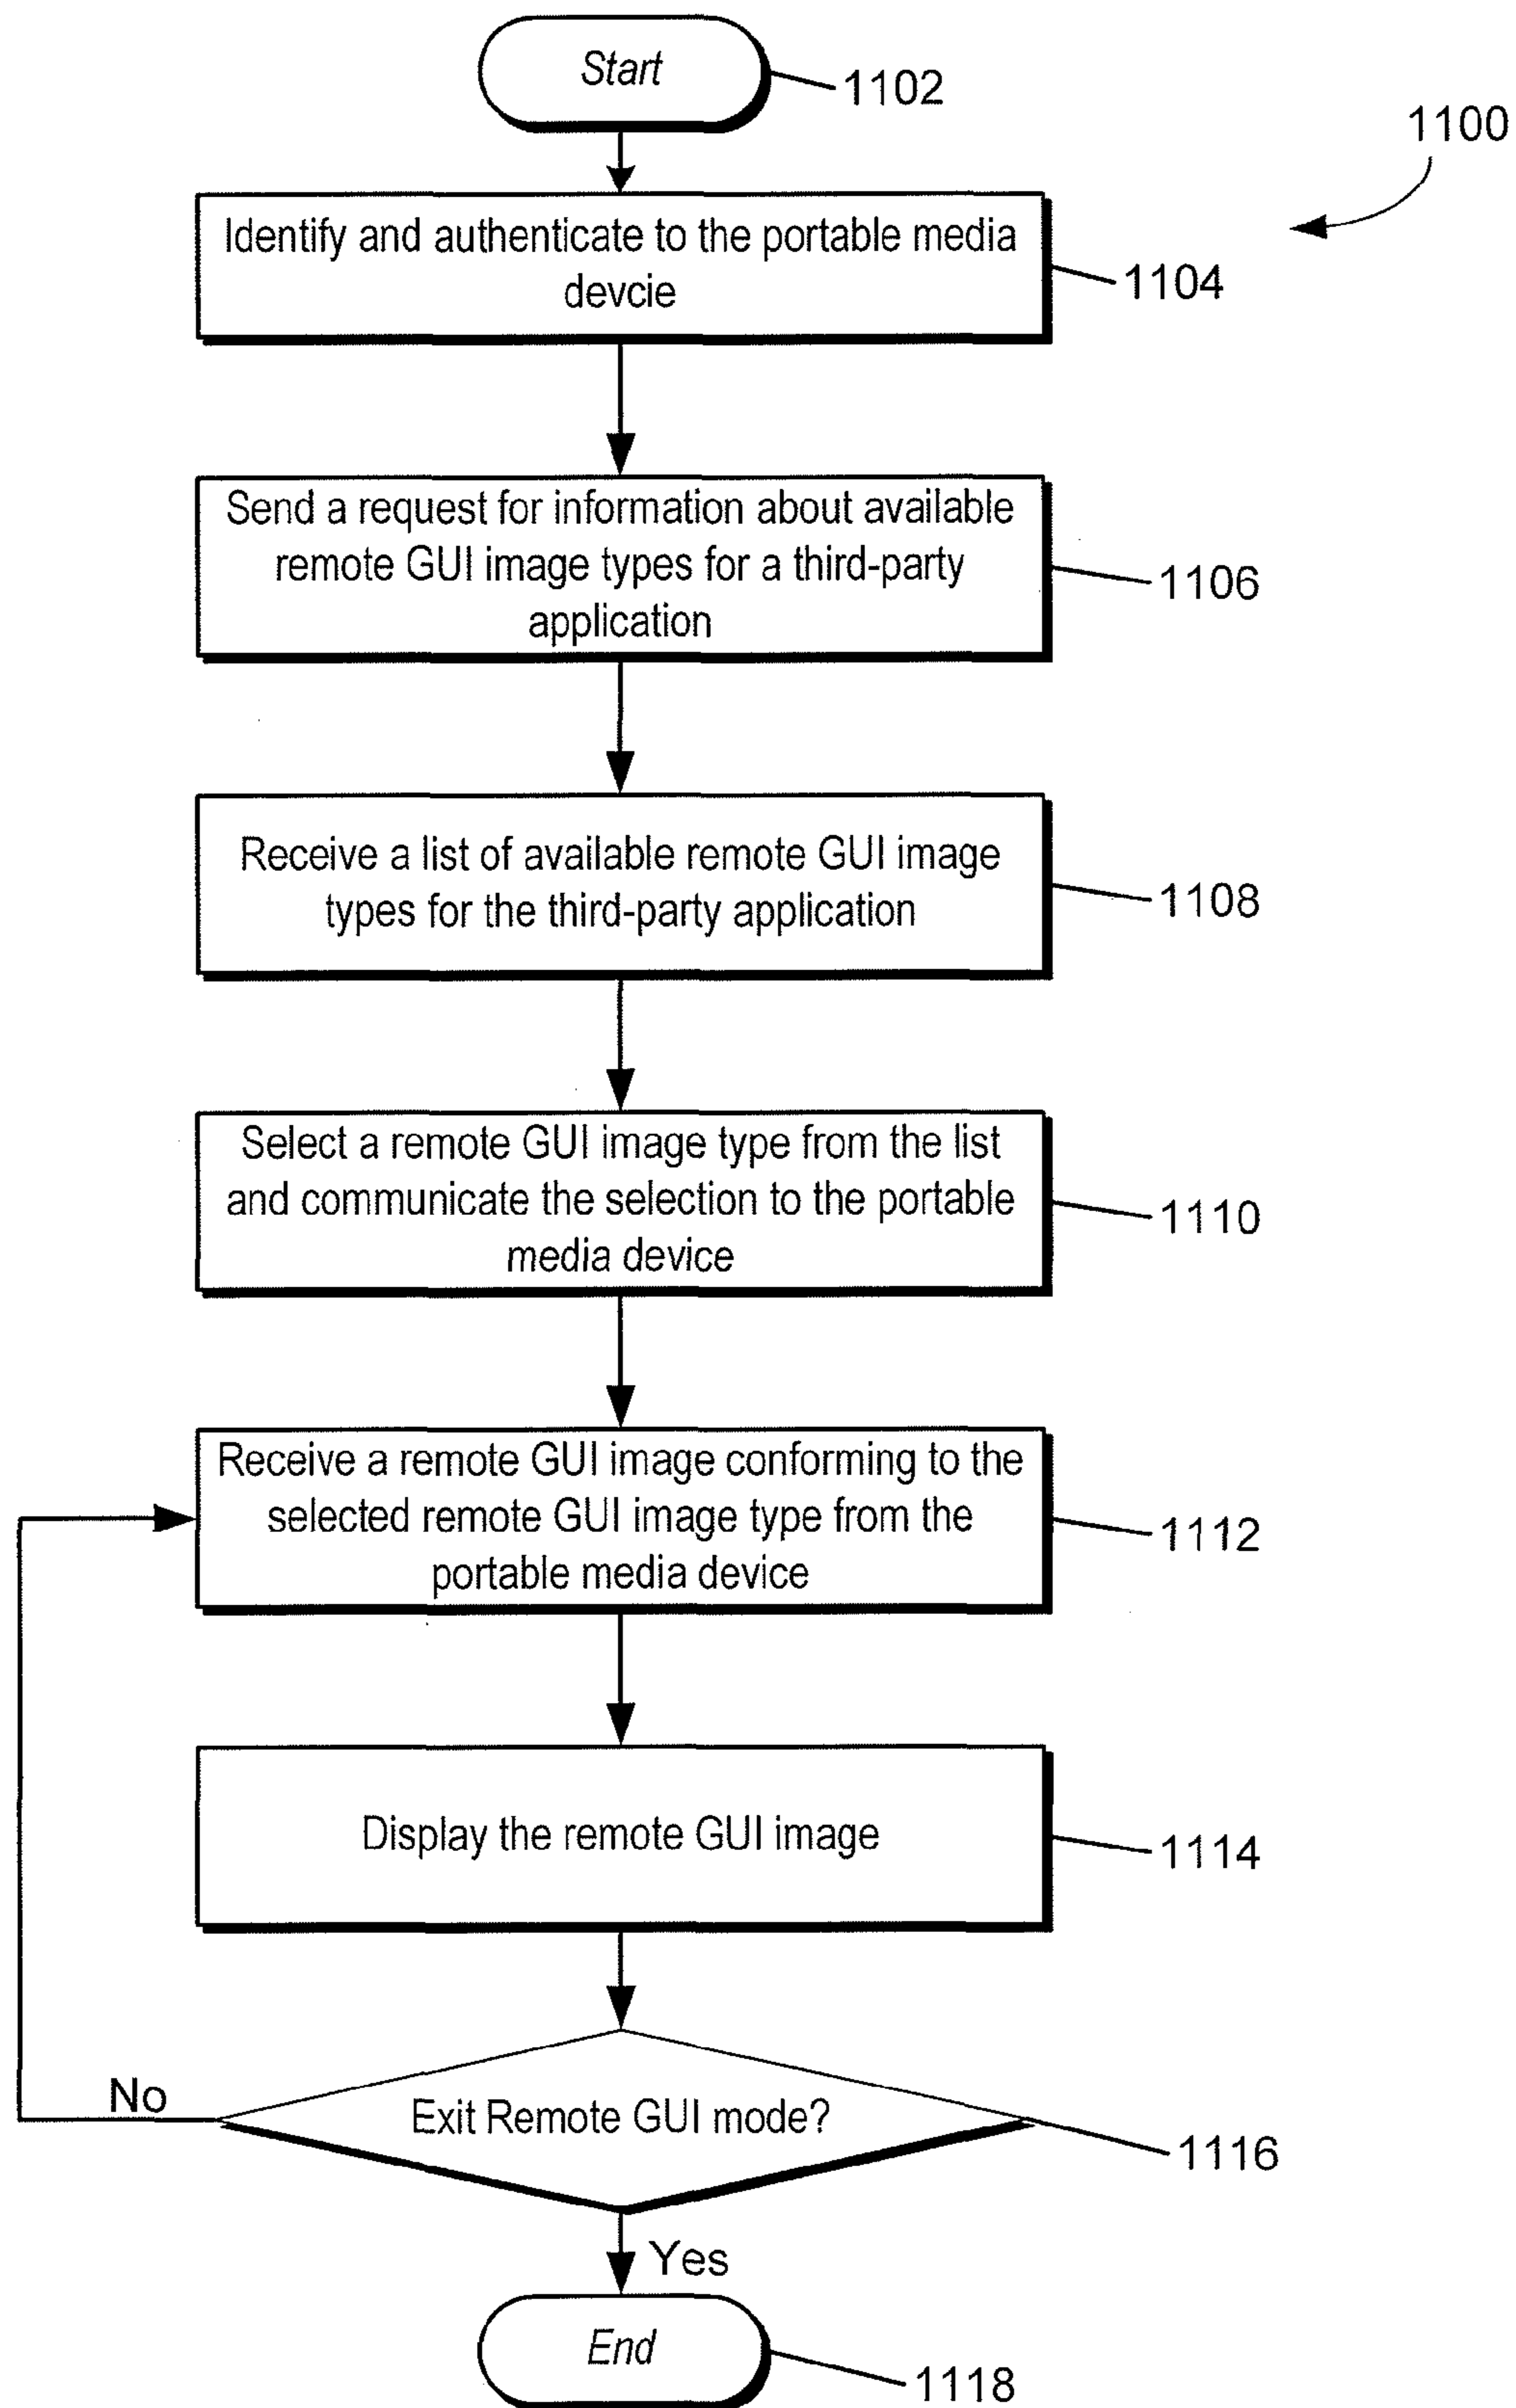 Start
1102
1100
Identify and authenticate to the portable media
devcie
1104
Send a request for information about available
remote GUI image types for a third-party
application
1106
Receive a list of available remote GUI image
types for the third-party application
1108
Select a remote GUI image type from the list
and communicate the selection to the portable
media device
1110
Receive a remote GUI image conforming to the
selected remote GUI image type from the
portable media device
1112
Display the remote GUI image
1114
No
Exit Remote GUI mode?
1116
Yes
End
1118